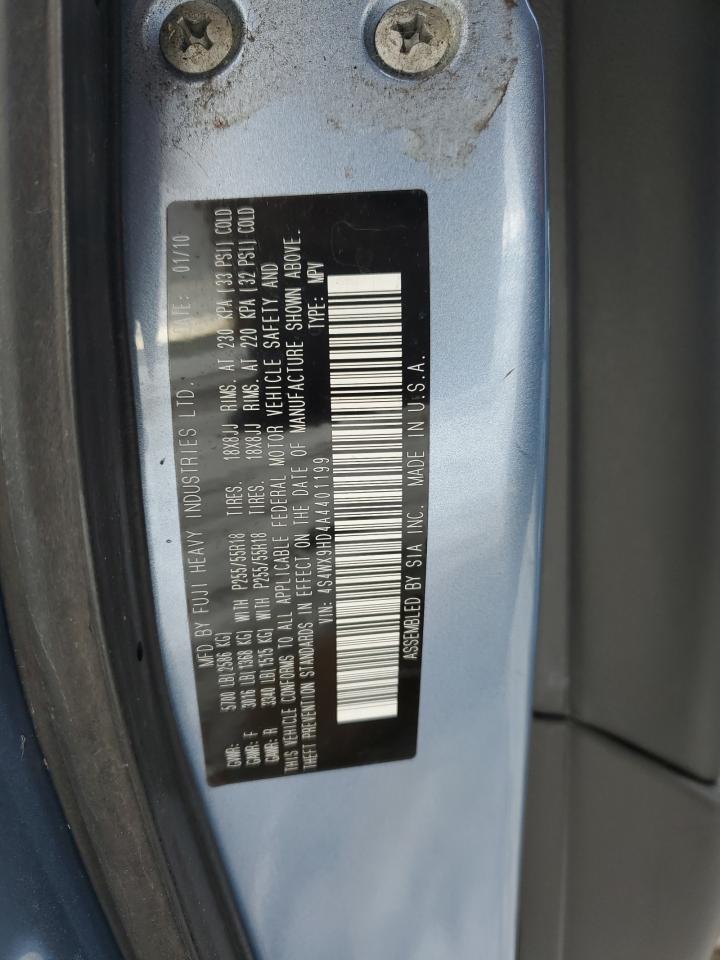 MFD BY FUJI HEAVY INDUSTRIES LTD. DATE: 01/10
GVWR: 5700 LB(2586 KG)
GAWR: F 3016 LB(1368 KG) WITH P255/55R18 TIRES. 18X8JJ RIMS. AT 230 KPA (33 PSI) COLD
GAWR: R 3340 LB(1515 KG) WITH P255/55R18 TIRES. 18X8JJ RIMS. AT 220 KPA (32 PSI) COLD
THIS VEHICLE CONFORMS TO ALL APPLICABLE FEDERAL MOTOR VEHICLE SAFETY AND
THEFT PREVENTION STANDARDS IN EFFECT ON THE DATE OF MANUFACTURE SHOWN ABOVE.
VIN: 4S4WX9HD4A4401199 TYPE: MPV
ASSEMBLED BY SIA INC. MADE IN U.S.A.